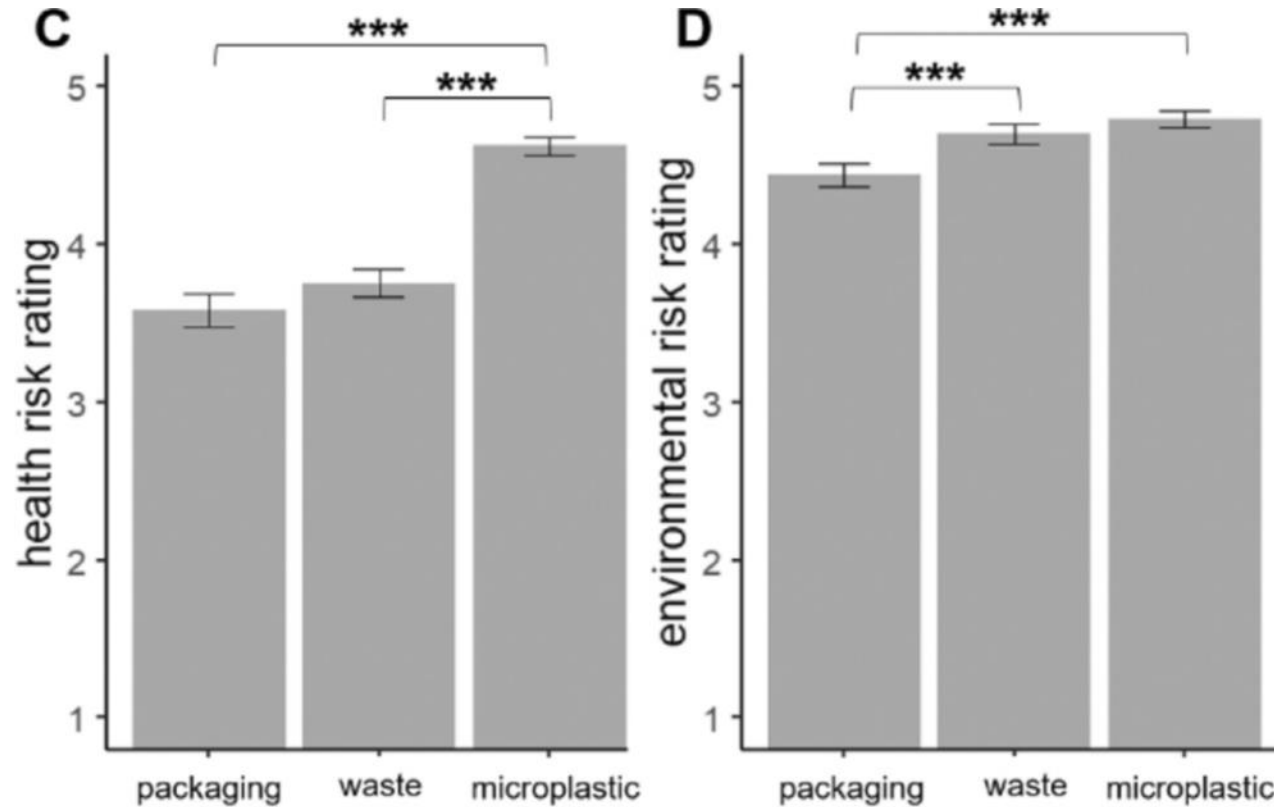 C
***
***
5
4
3
2
1
health risk rating
packaging
waste
microplastic
D
***
***
5
4
3
2
1
environmental risk rating
packaging
waste
microplastic